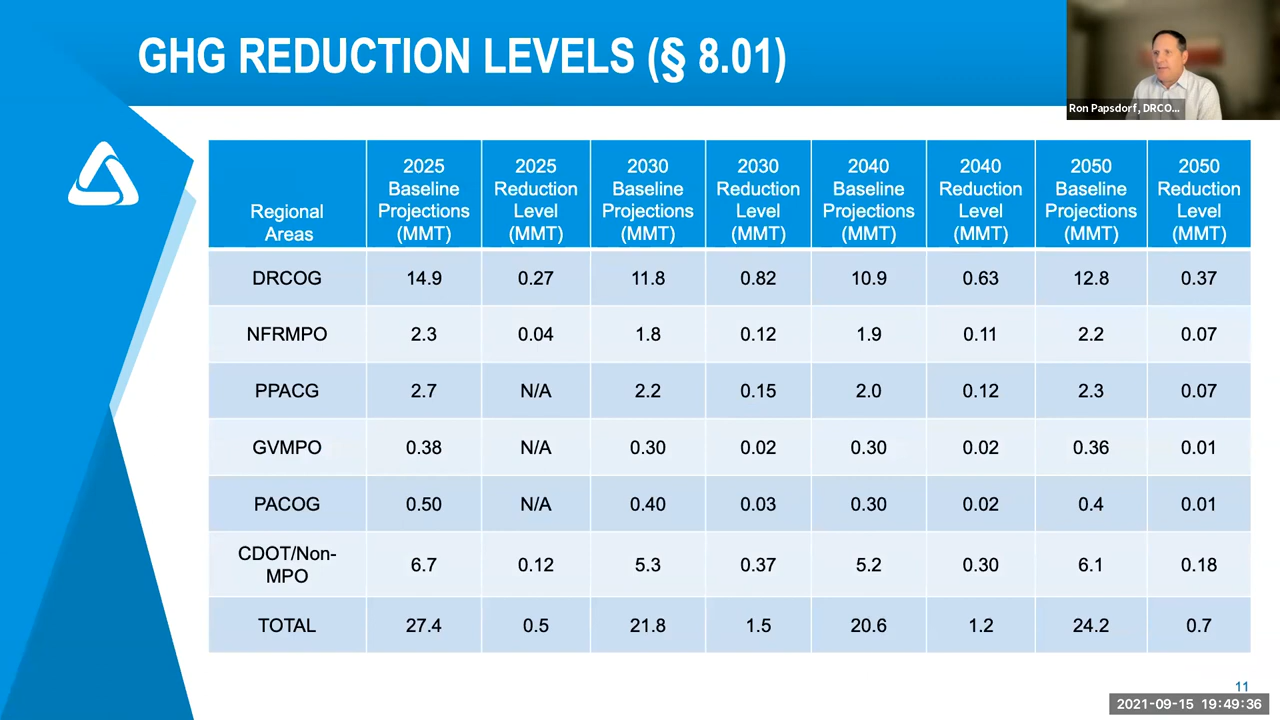 GHG REDUCTION LEVELS (§ 8.01)
Ron Papsdorf, DRCO...
Regional Areas | 2025 Baseline Projections (MMT) | 2025 Reduction Level (MMT) | 2030 Baseline Projections (MMT) | 2030 Reduction Level (MMT) | 2040 Baseline Projections (MMT) | 2040 Reduction Level (MMT) | 2050 Baseline Projections (MMT) | 2050 Reduction Level (MMT)
DRCOG 14.9 0.27 11.8 0.82 10.9 0.63 12.8 0.37
NFRMPO 2.3 0.04 1.8 0.12 1.9 0.11 2.2 0.07
PPACG 2.7 N/A 2.2 0.15 2.0 0.12 2.3 0.07
GVMPO 0.38 N/A 0.30 0.02 0.30 0.02 0.36 0.01
PACOG 0.50 N/A 0.40 0.03 0.30 0.02 0.4 0.01
CDOT/Non-MPO 6.7 0.12 5.3 0.37 5.2 0.30 6.1 0.18
TOTAL 27.4 0.5 21.8 1.5 20.6 1.2 24.2 0.7
11
2021-09-15 19:49:36